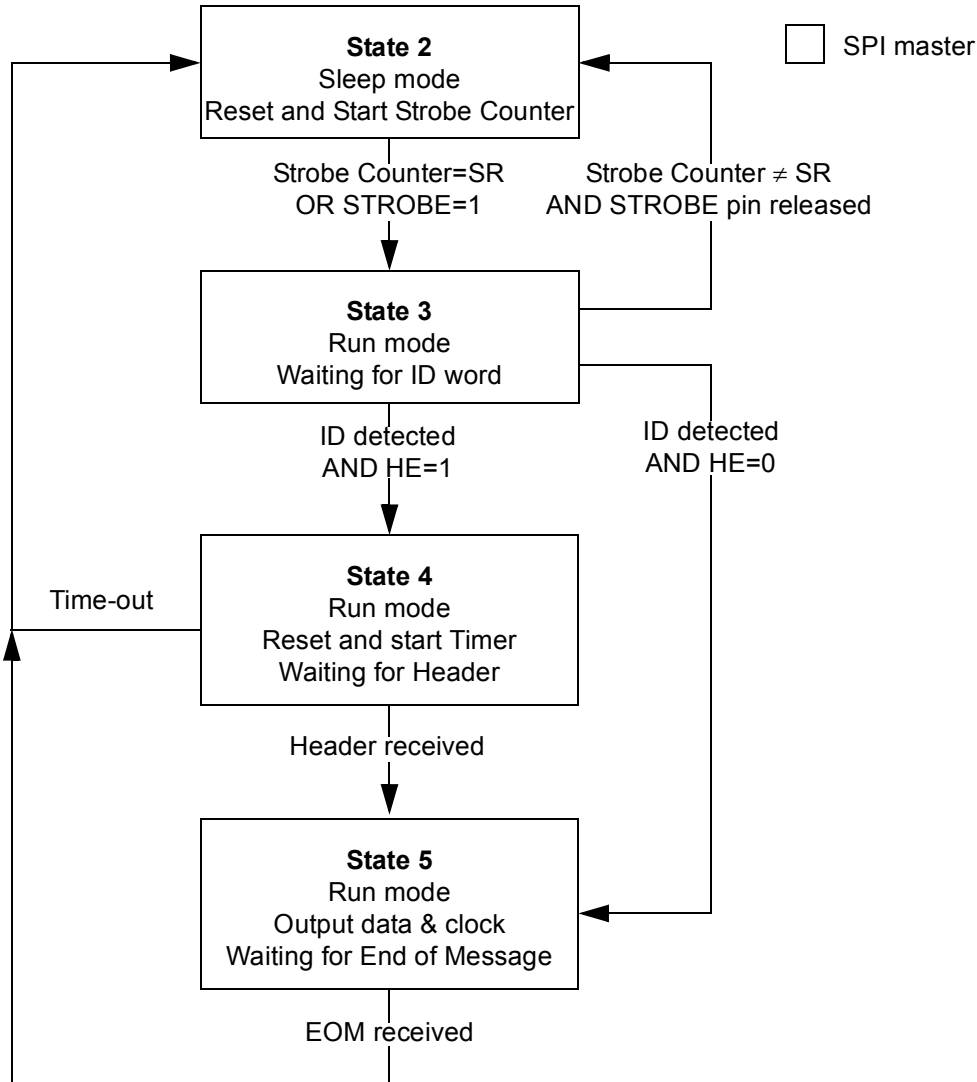 State 2
Sleep mode
Reset and Start Strobe Counter
SPI master
Strobe Counter=SR
OR STROBE=1
Strobe Counter ≠ SR
AND STROBE pin released
State 3
Run mode
Waiting for ID word
ID detected
AND HE=1
ID detected
AND HE=0
State 4
Run mode
Reset and start Timer
Waiting for Header
Time-out
Header received
State 5
Run mode
Output data & clock
Waiting for End of Message
EOM received